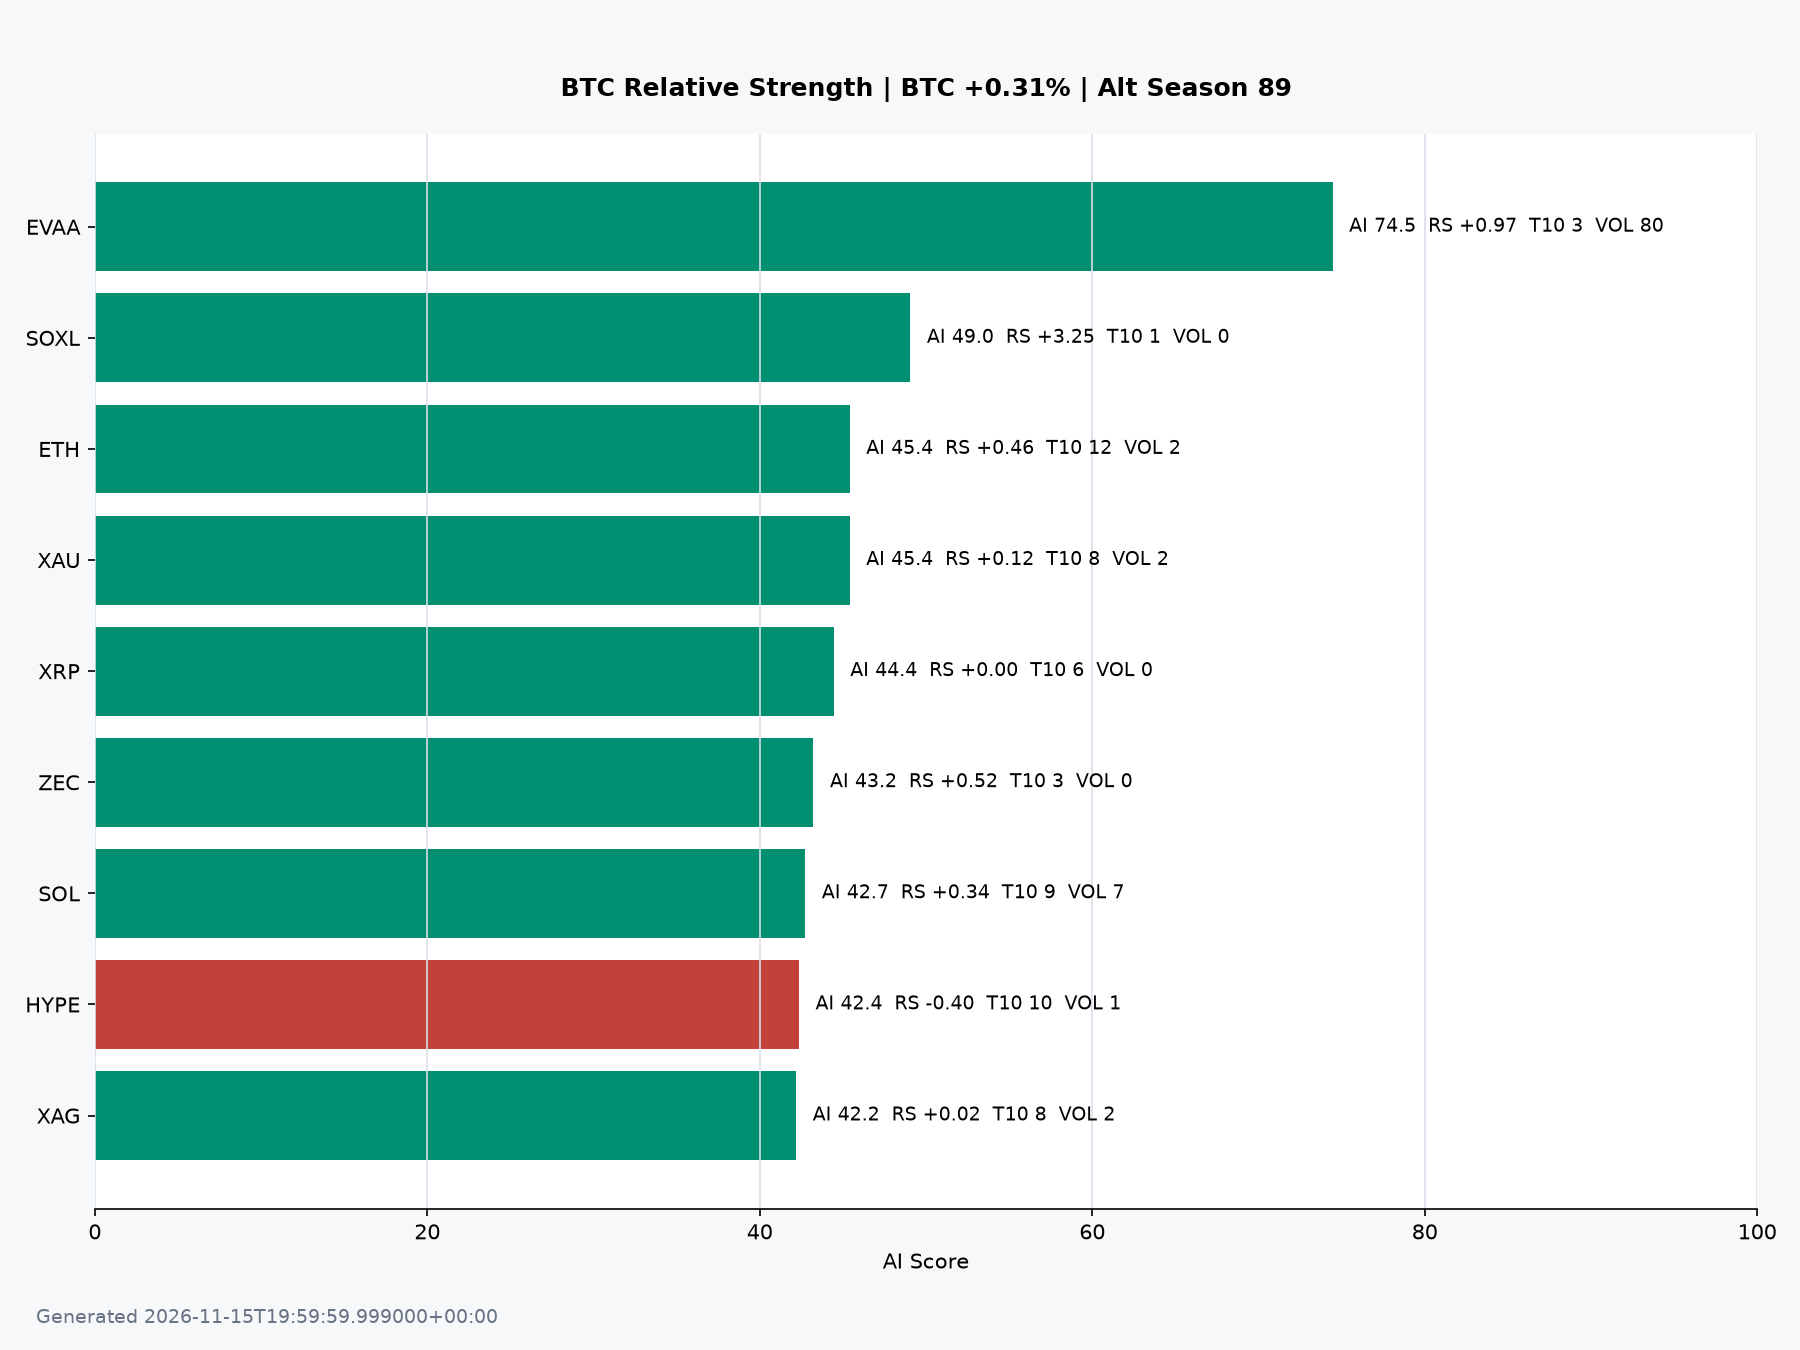 BTC Relative Strength | BTC +0.31% | Alt Season 89
EVAA AI 74.5 RS +0.97 T10 3 VOL 80
SOXL AI 49.0 RS +3.25 T10 1 VOL 0
ETH AI 45.4 RS +0.46 T10 12 VOL 2
XAU AI 45.4 RS +0.12 T10 8 VOL 2
XRP AI 44.4 RS +0.00 T10 6 VOL 0
ZEC AI 43.2 RS +0.52 T10 3 VOL 0
SOL AI 42.7 RS +0.34 T10 9 VOL 7
HYPE AI 42.4 RS -0.40 T10 10 VOL 1
XAG AI 42.2 RS +0.02 T10 8 VOL 2
0 20 40 60 80 100
AI Score
Generated 2026-11-15T19:59:59.999000+00:00